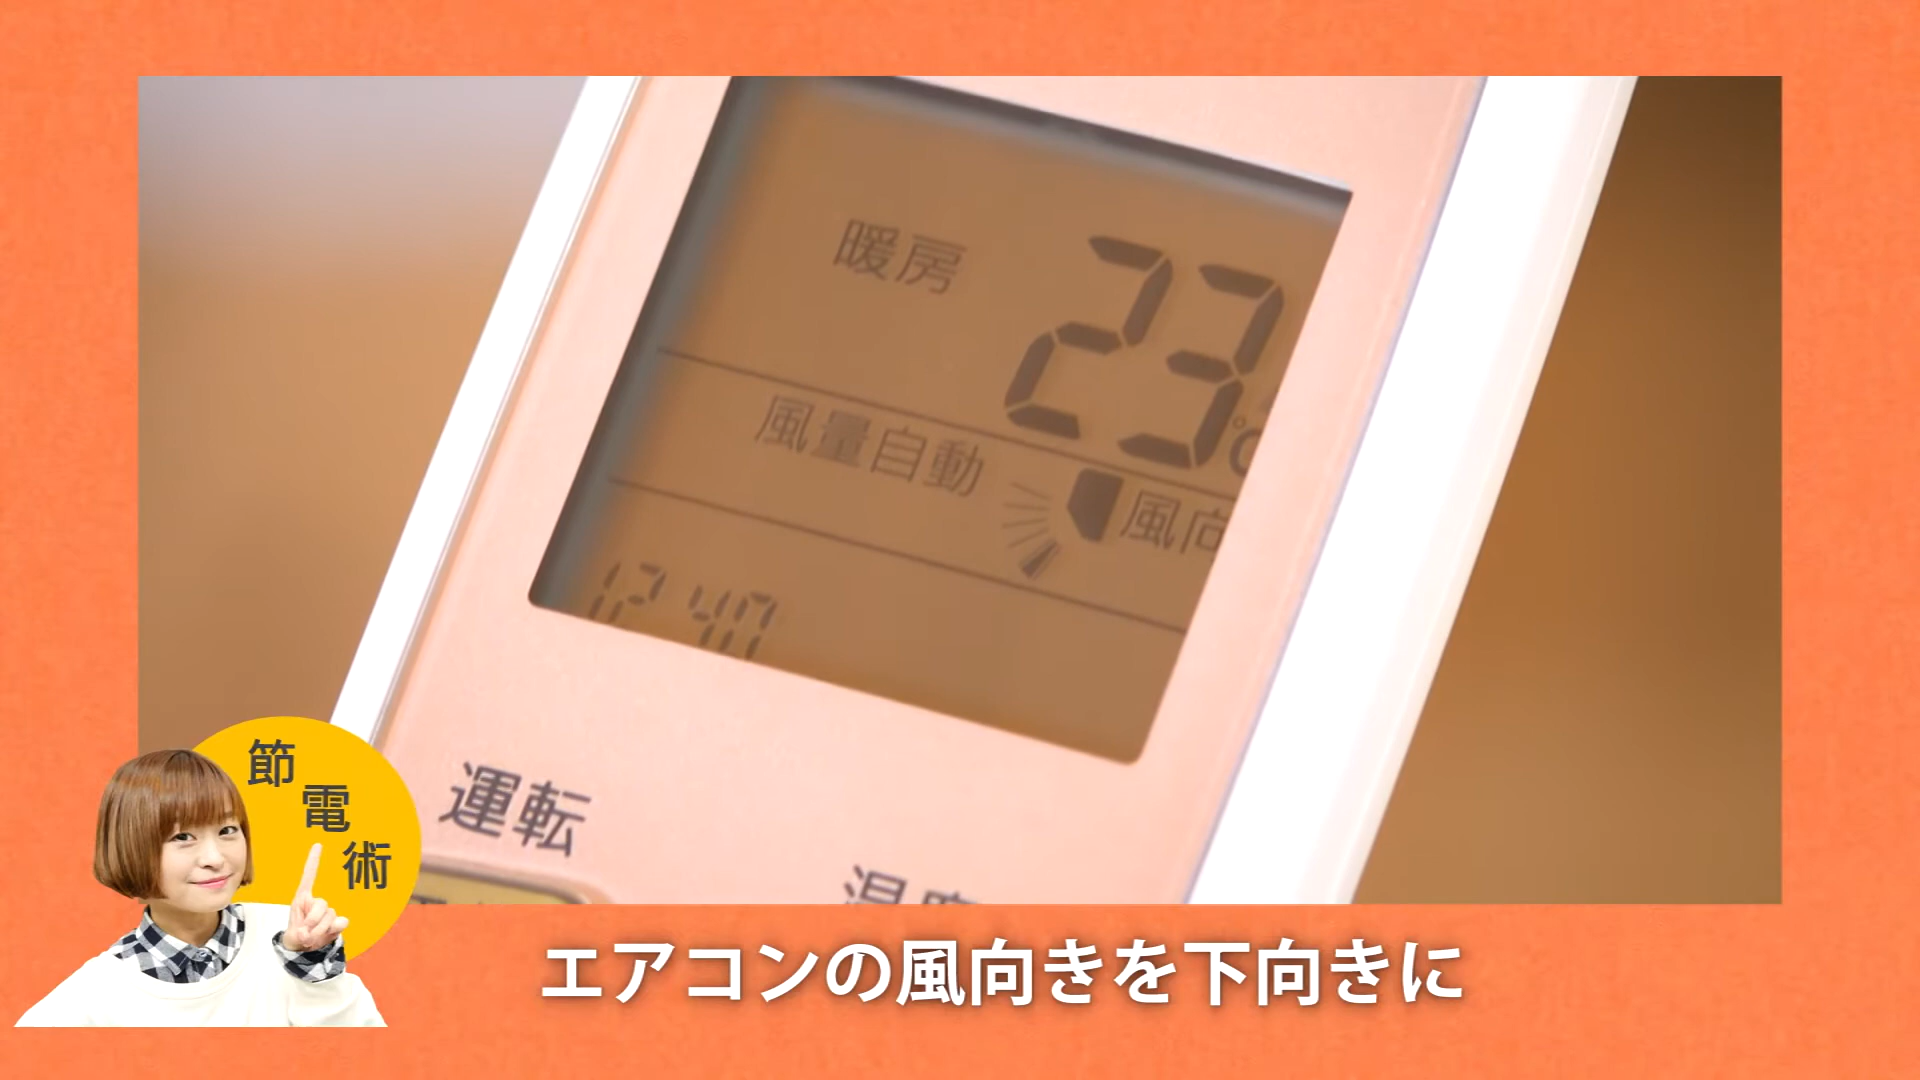 暖房 23℃
風量自動 風向
12 40
運転
節電術
エアコンの風向きを下向きに